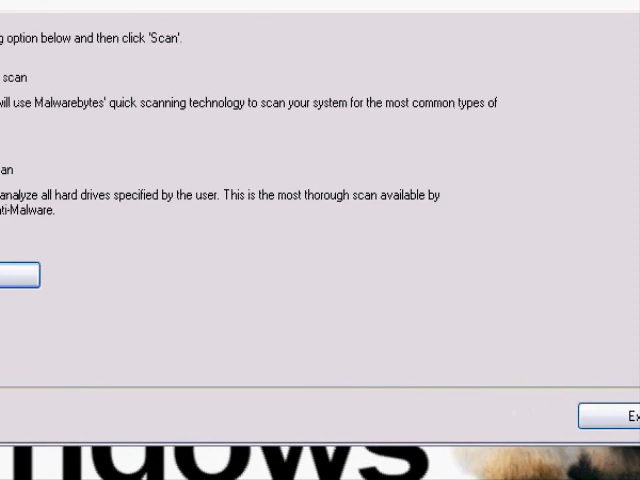 g option below and then click 'Scan'.
scan
will use Malwarebytes' quick scanning technology to scan your system for the most common types of
an
analyze all hard drives specified by the user. This is the most thorough scan available by
ti-Malware.
Ex
ndows